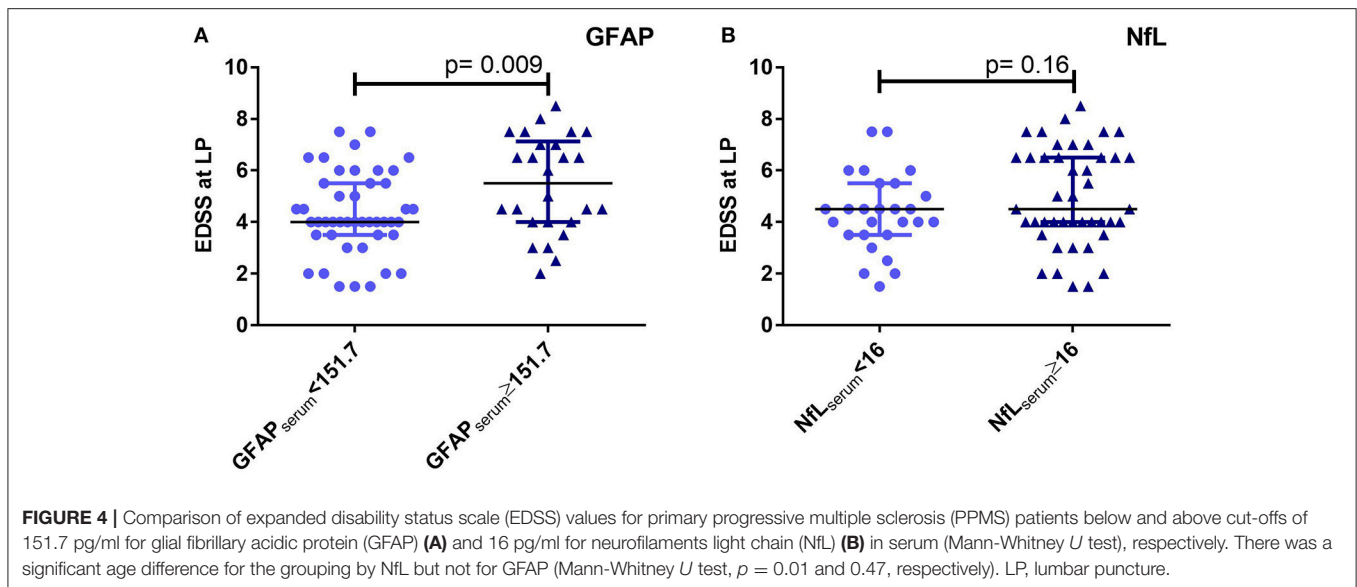 A
GFAP
p= 0.009
EDSS at LP
10
8
6
4
2
0
GFAPserum<151.7
GFAPserum≥151.7
B
NfL
p= 0.16
EDSS at LP
10
8
6
4
2
0
NfLserum<16
NfLserum≥16
FIGURE 4 | Comparison of expanded disability status scale (EDSS) values for primary progressive multiple sclerosis (PPMS) patients below and above cut-offs of
151.7 pg/ml for glial fibrillary acidic protein (GFAP) (A) and 16 pg/ml for neurofilaments light chain (NfL) (B) in serum (Mann-Whitney U test), respectively. There was a
significant age difference for the grouping by NfL but not for GFAP (Mann-Whitney U test, p = 0.01 and 0.47, respectively). LP, lumbar puncture.